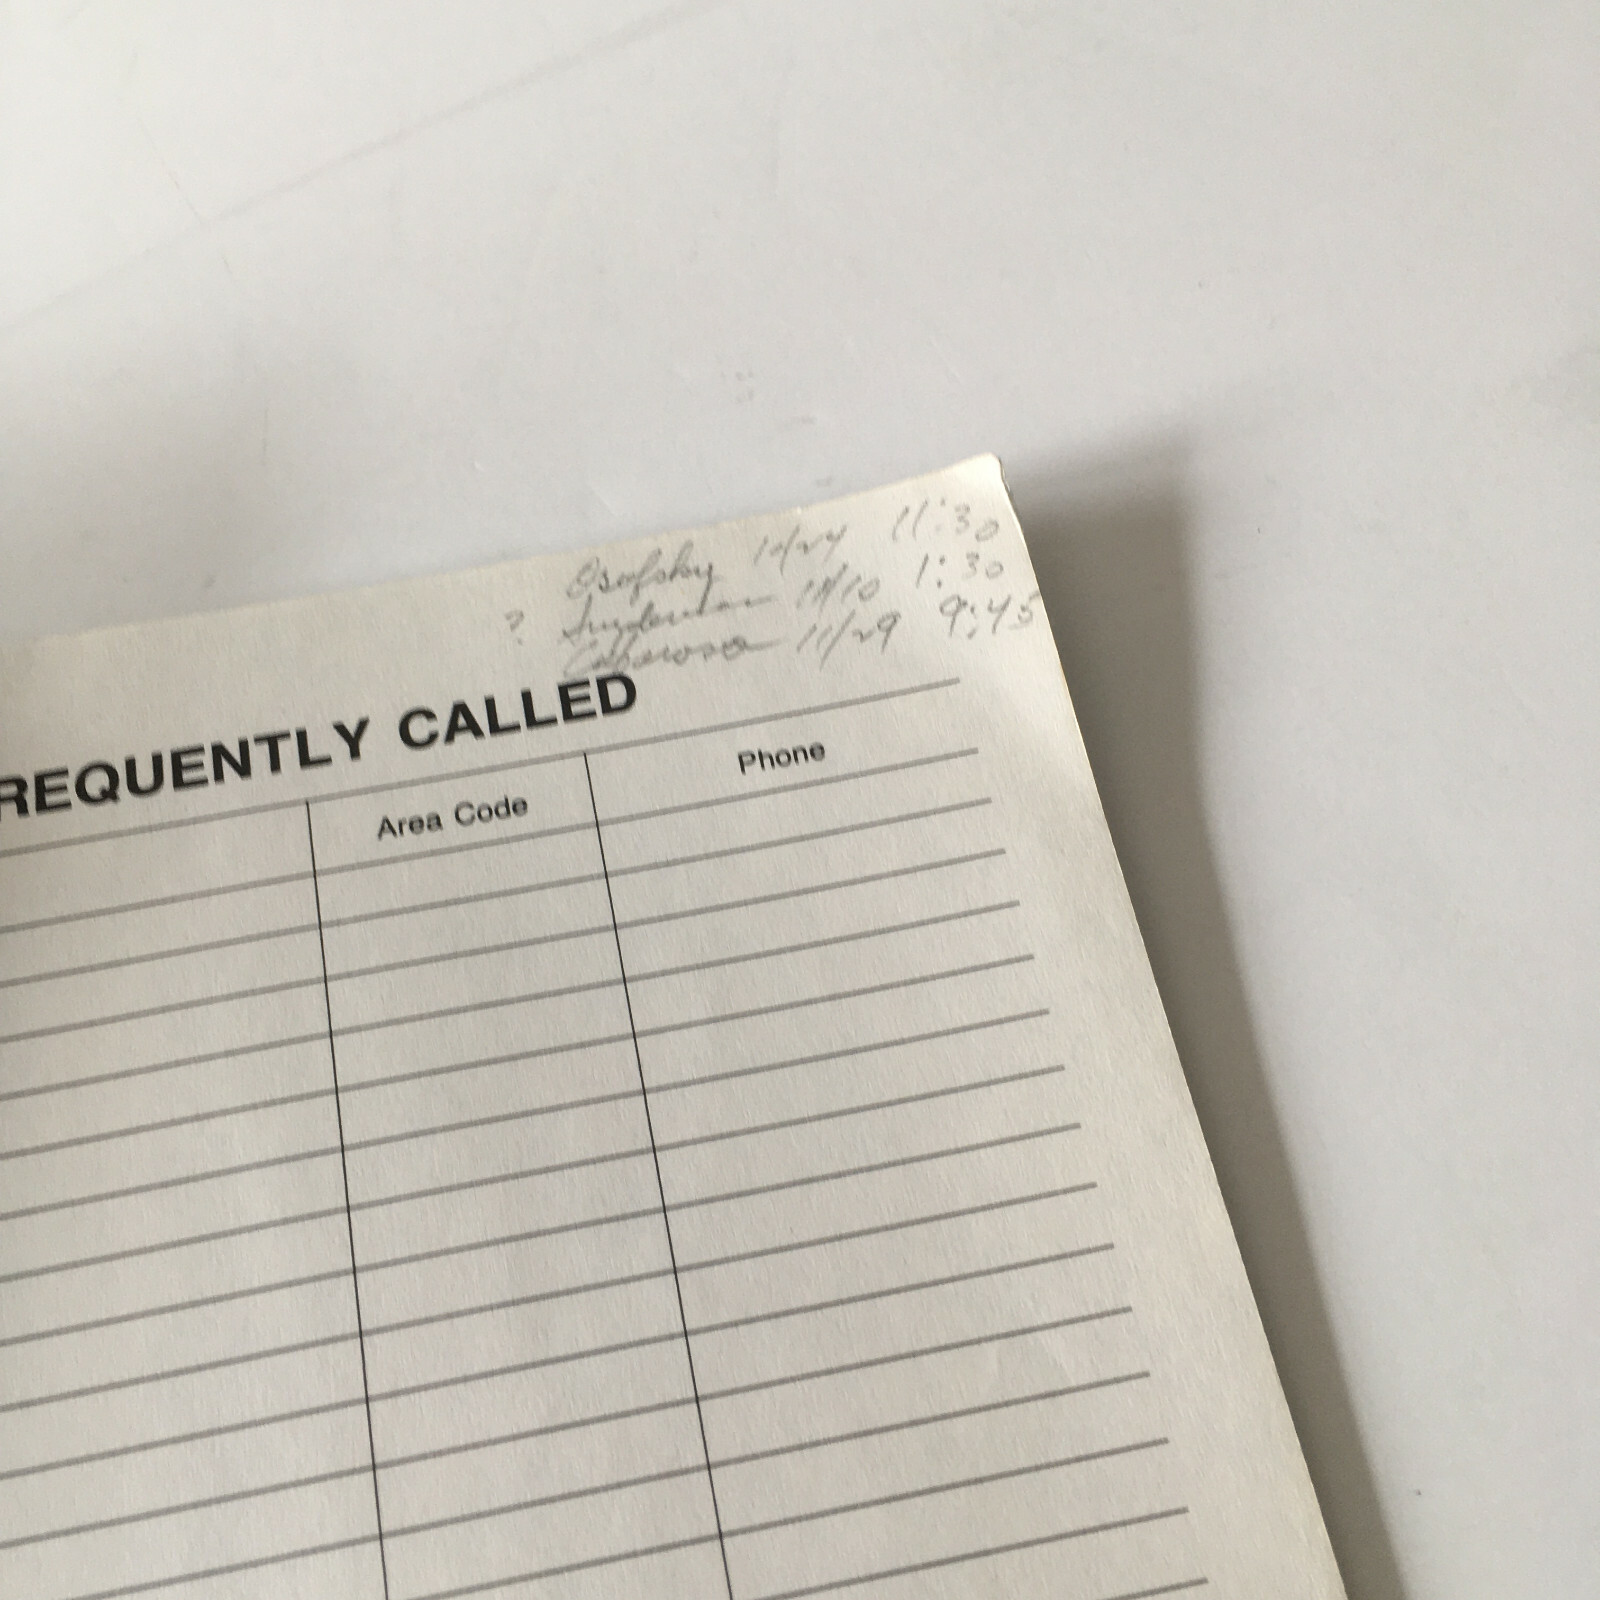 Osofsky 10/24 11:30
? 11/10 1:30
11/29 9:45
REQUENTLY CALLED
Area Code Phone